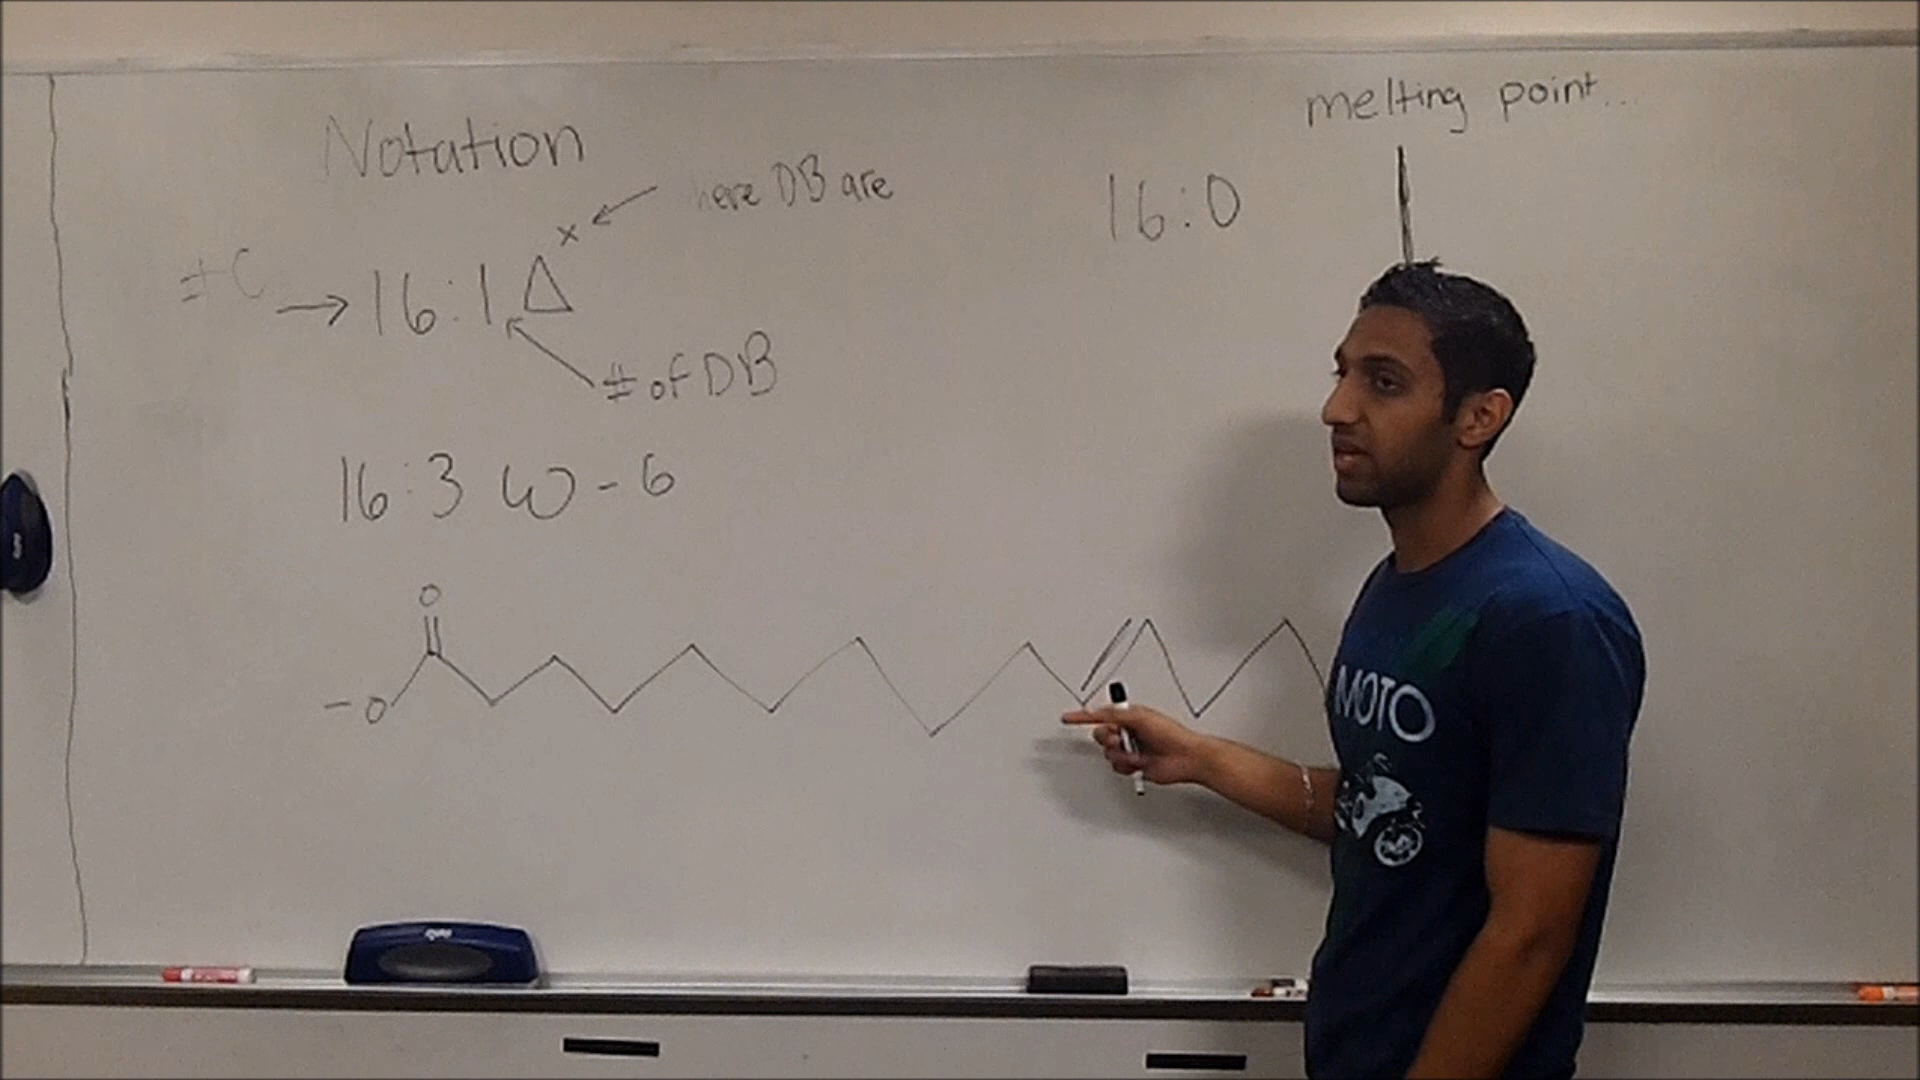 Notation
here DB are
x
→ 16:1 Δ
# of DB
16:3 ω-6
O
-O
melting point...
16:0
MOTO